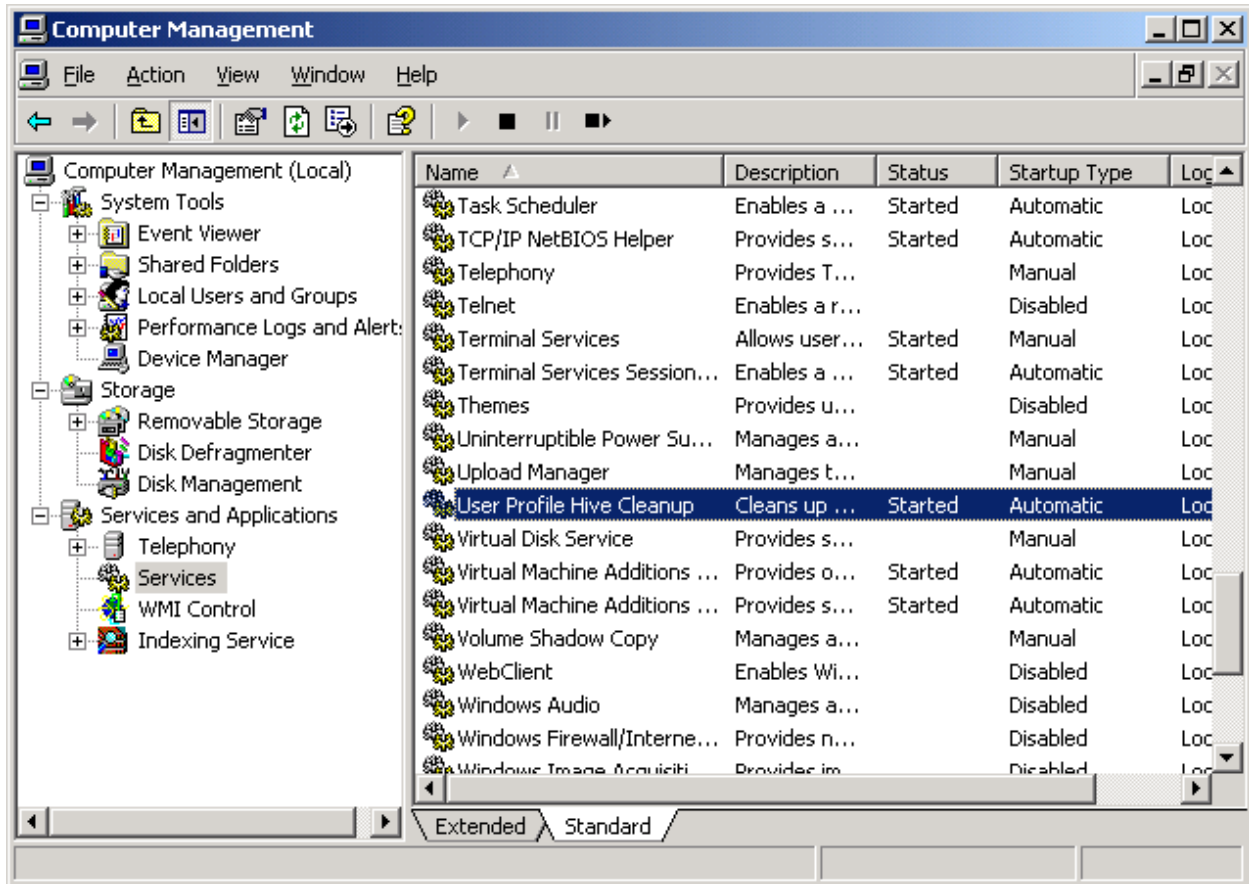 Computer Management
File Action View Window Help
Computer Management (Local)
System Tools
Event Viewer
Shared Folders
Local Users and Groups
Performance Logs and Alert
Device Manager
Storage
Removable Storage
Disk Defragmenter
Disk Management
Services and Applications
Telephony
Services
WMI Control
Indexing Service
Name Description Status Startup Type Log
Task Scheduler Enables a ... Started Automatic Loc
TCP/IP NetBIOS Helper Provides s... Started Automatic Loc
Telephony Provides T... Manual Loc
Telnet Enables a r... Disabled Loc
Terminal Services Allows user... Started Manual Loc
Terminal Services Session... Enables a ... Started Automatic Loc
Themes Provides u... Disabled Loc
Uninterruptible Power Su... Manages a... Manual Loc
Upload Manager Manages t... Manual Loc
User Profile Hive Cleanup Cleans up ... Started Automatic Loc
Virtual Disk Service Provides s... Manual Loc
Virtual Machine Additions ... Provides o... Started Automatic Loc
Virtual Machine Additions ... Provides s... Started Automatic Loc
Volume Shadow Copy Manages a... Manual Loc
WebClient Enables Wi... Disabled Loc
Windows Audio Manages a... Disabled Loc
Windows Firewall/Interne... Provides n... Disabled Loc
Windows Image Acquisiti Provides im Disabled Loc
Extended Standard